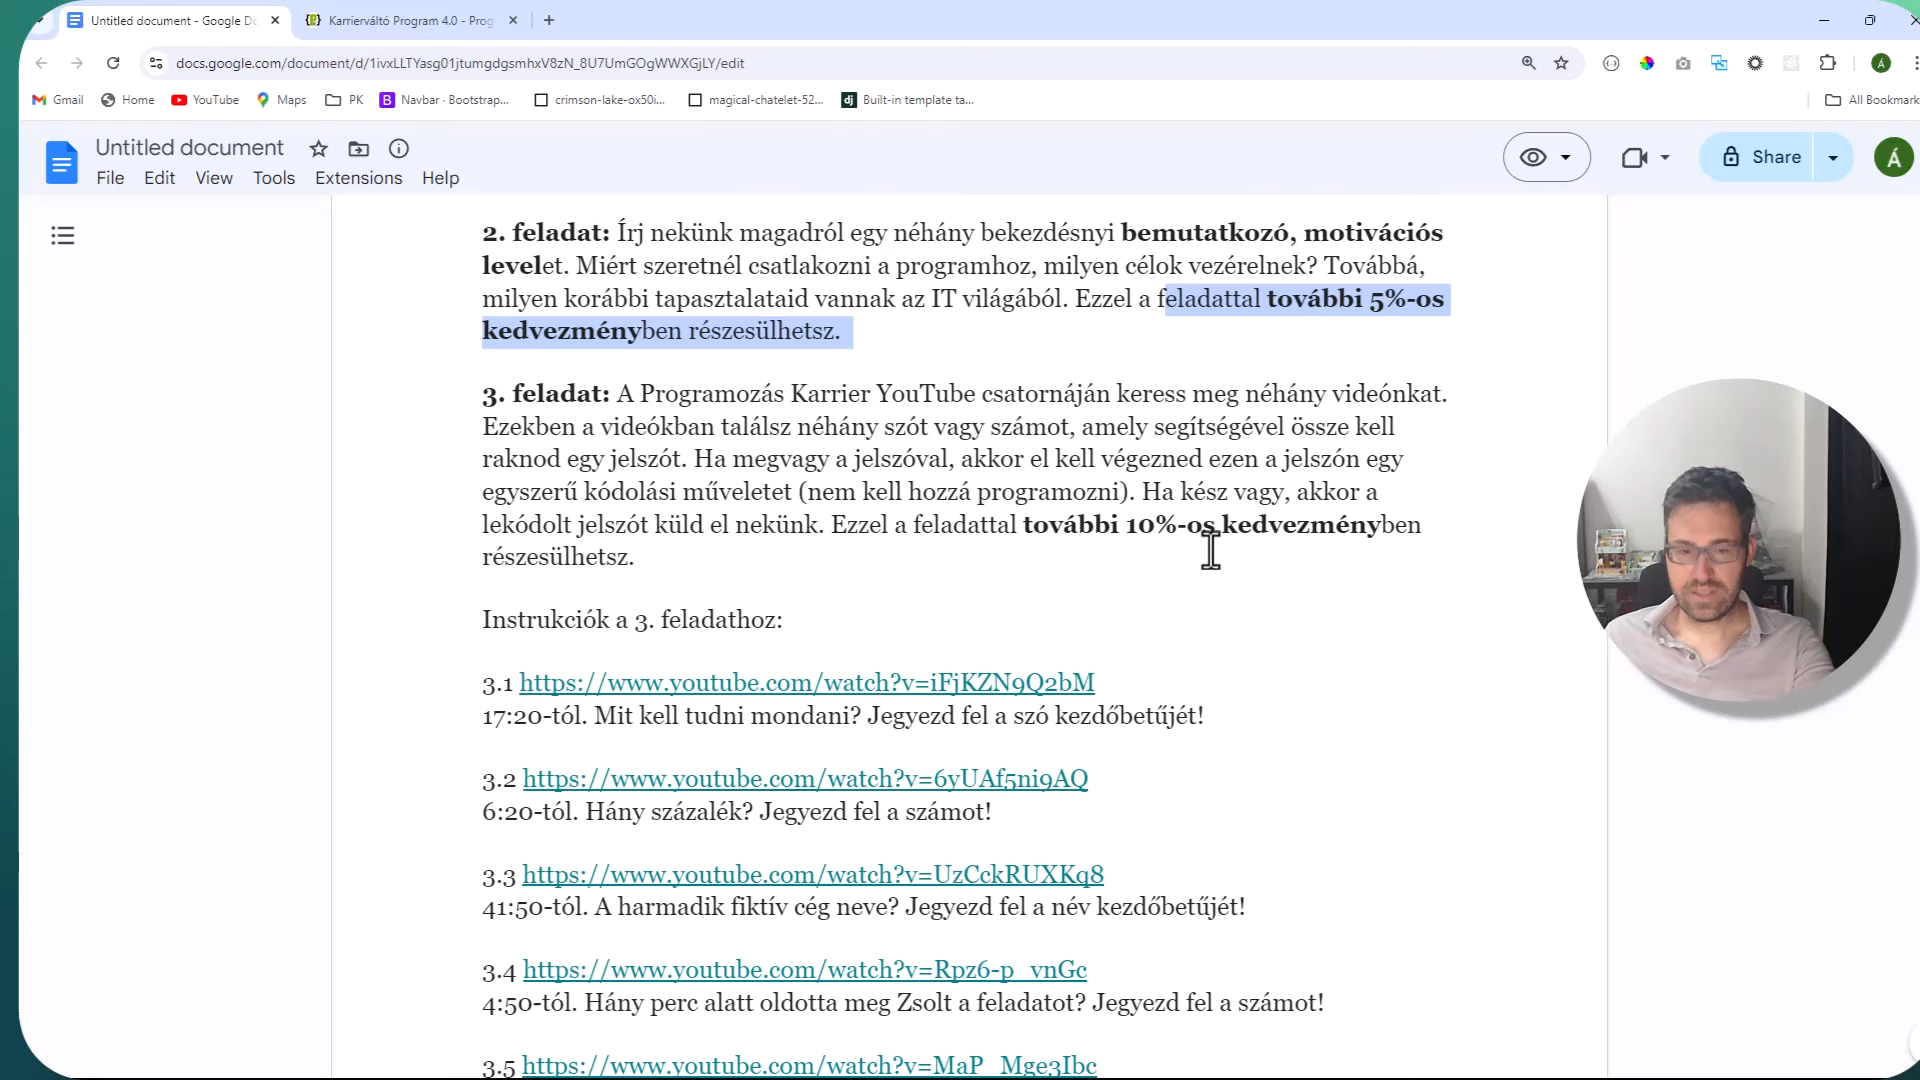 Untitled document - Google Dc
Karrierváltó Program 4.0 - Prog
docs.google.com/document/d/1ivxLLTYasg01jtumgdgsmhxV8zN_8U7UmGOgWWXGjLY/edit
Á
Gmail
Home
YouTube
Maps
PK
Navbar · Bootstrap...
crimson-lake-ox50i...
magical-chatelet-52...
Built-in template ta...
All Bookmark
Untitled document
File Edit View Tools Extensions Help
Share
Á
2. feladat: Írj nekünk magadról egy néhány bekezdésnyi bemutatkozó, motivációs
levelet. Miért szeretnél csatlakozni a programhoz, milyen célok vezérelnek? Továbbá,
milyen korábbi tapasztalataid vannak az IT világából. Ezzel a feladattal további 5%-os
kedvezményben részesülhetsz.
3. feladat: A Programozás Karrier YouTube csatornáján keress meg néhány videónkat.
Ezekben a videókban találsz néhány szót vagy számot, amely segítségével össze kell
raknod egy jelszót. Ha megvagy a jelszóval, akkor el kell végezned ezen a jelszón egy
egyszerű kódolási műveletet (nem kell hozzá programozni). Ha kész vagy, akkor a
lekódolt jelszót küld el nekünk. Ezzel a feladattal további 10%-os kedvezményben
részesülhetsz.
Instrukciók a 3. feladathoz:
3.1 https://www.youtube.com/watch?v=iFjKZN9Q2bM
17:20-tól. Mit kell tudni mondani? Jegyezd fel a szó kezdőbetűjét!
3.2 https://www.youtube.com/watch?v=6yUAf5ni9AQ
6:20-tól. Hány százalék? Jegyezd fel a számot!
3.3 https://www.youtube.com/watch?v=UzCckRUXKq8
41:50-tól. A harmadik fiktív cég neve? Jegyezd fel a név kezdőbetűjét!
3.4 https://www.youtube.com/watch?v=Rpz6-p_vnGc
4:50-tól. Hány perc alatt oldotta meg Zsolt a feladatot? Jegyezd fel a számot!
3.5 https://www.youtube.com/watch?v=MaP_Mge3Ibc